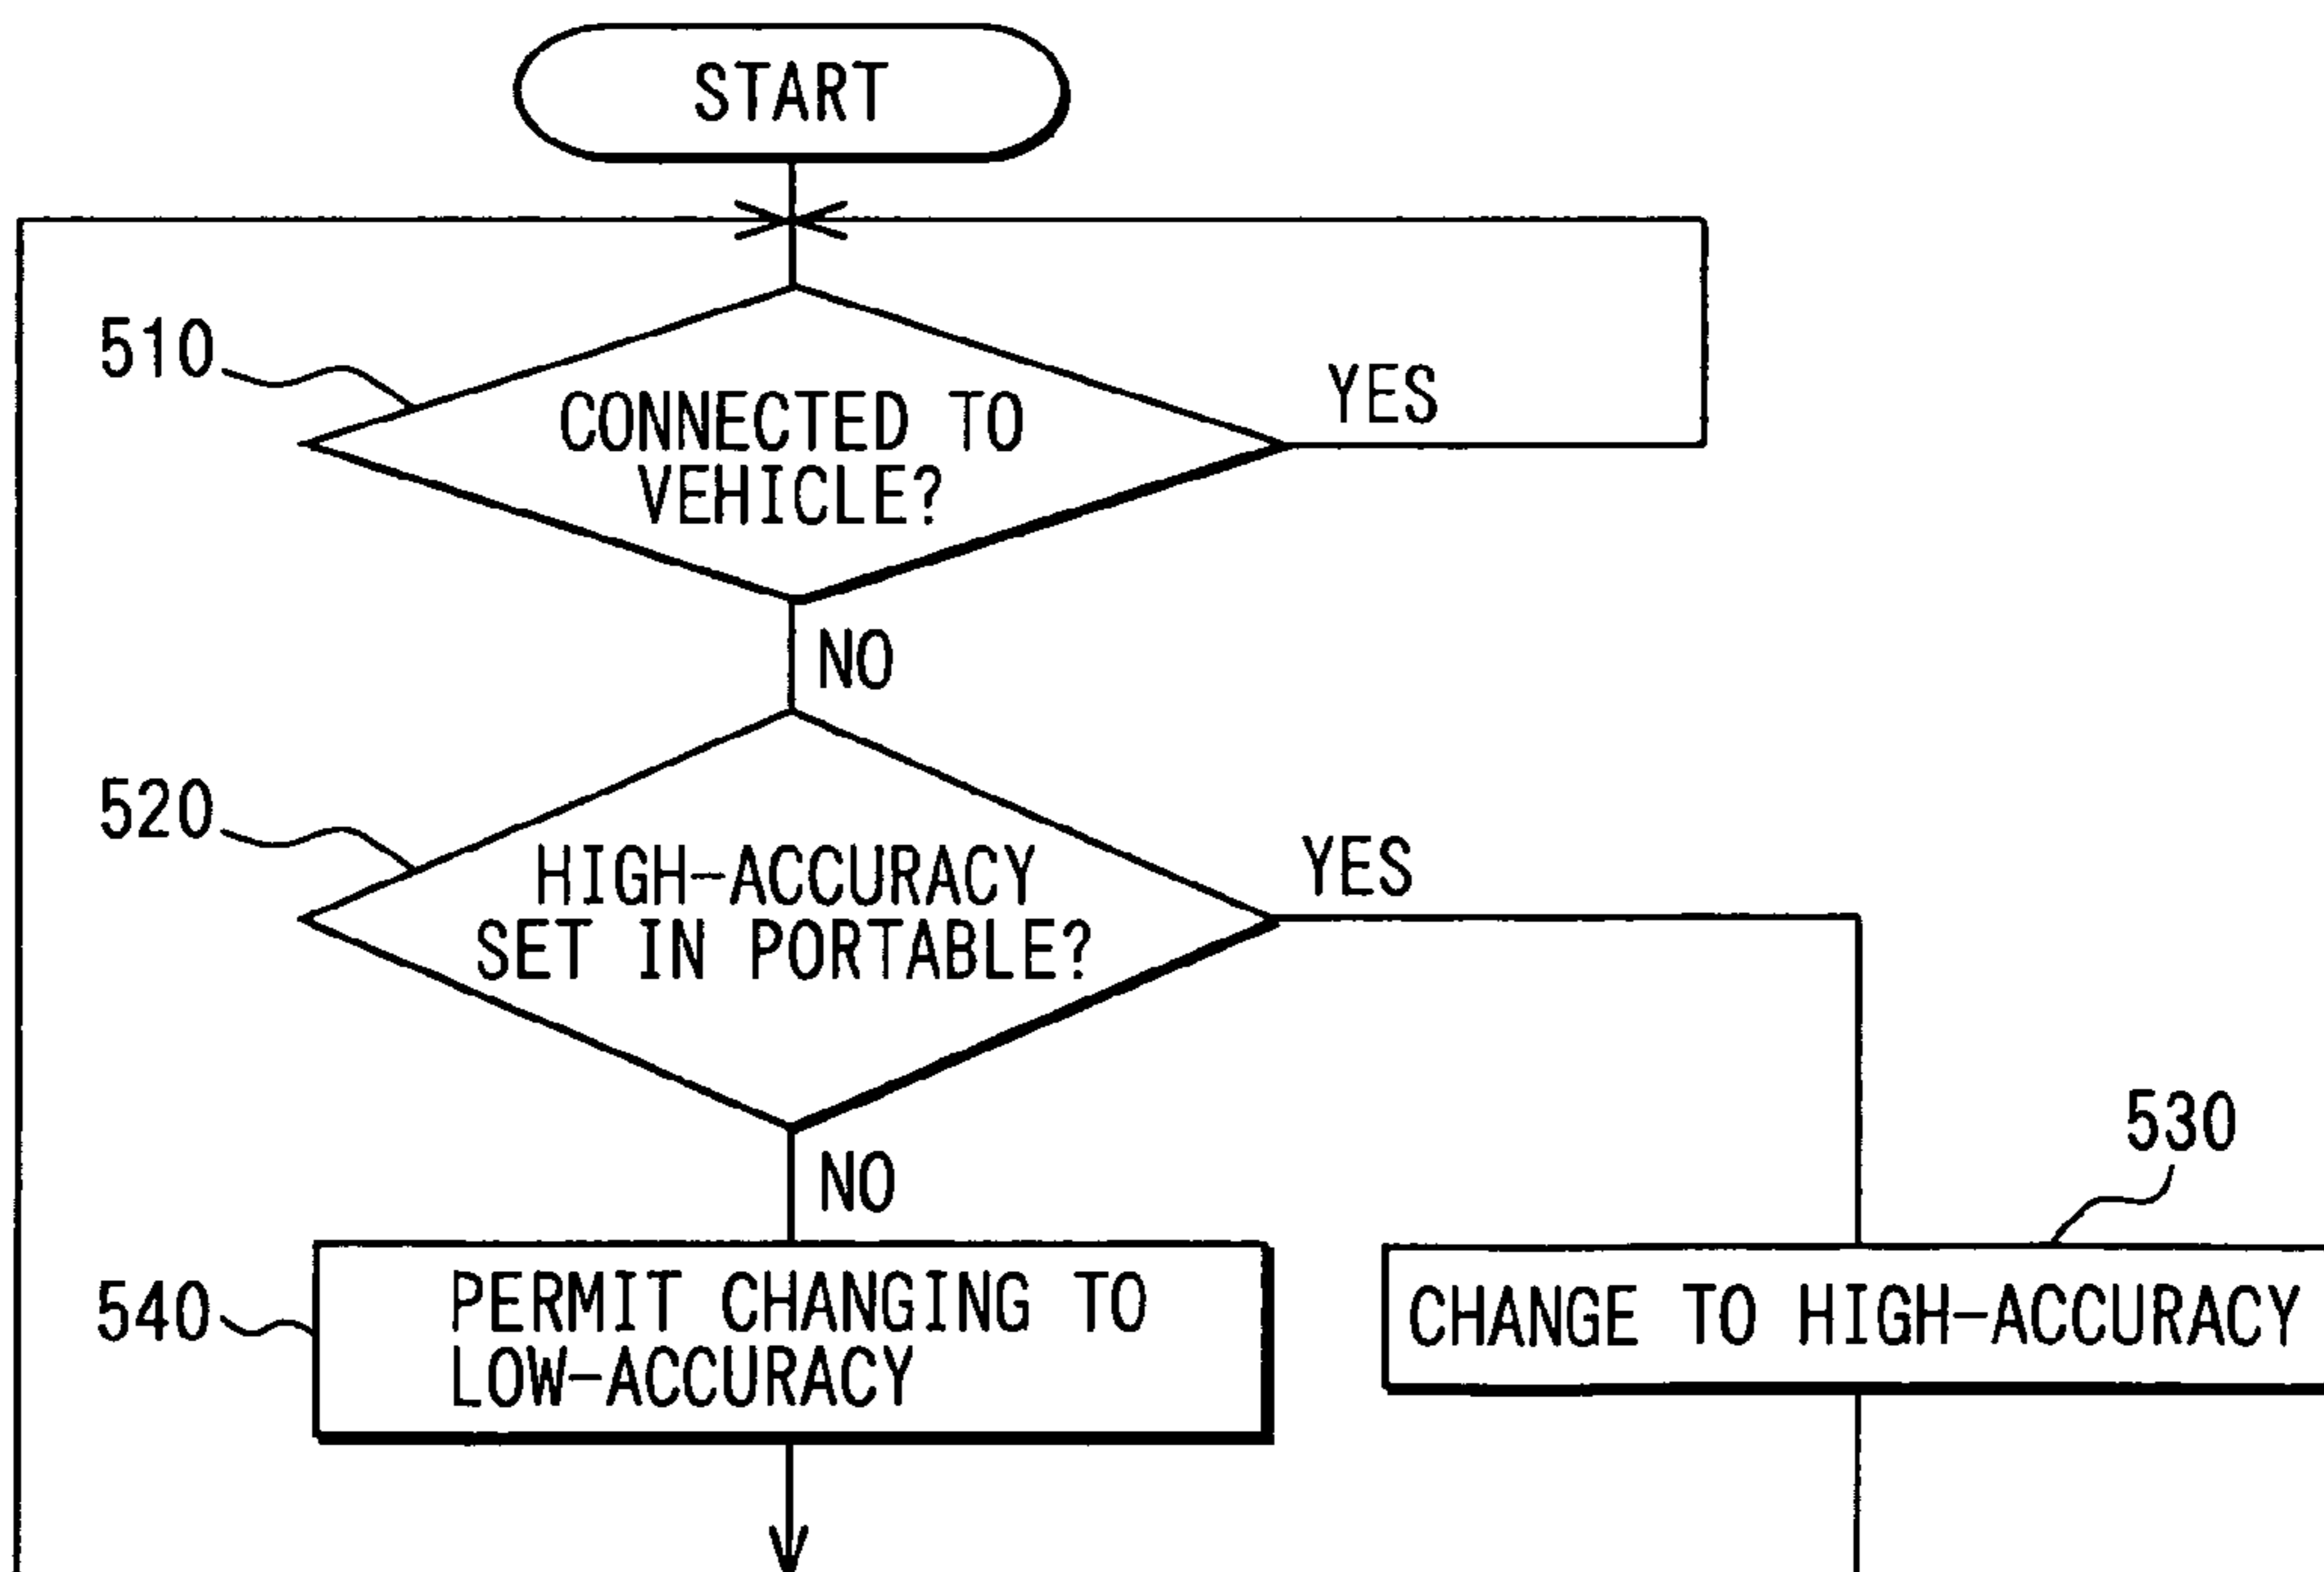 START
510
CONNECTED TO
VEHICLE?
YES
NO
520
HIGH-ACCURACY
SET IN PORTABLE?
YES
NO
530
540
PERMIT CHANGING TO
LOW-ACCURACY
CHANGE TO HIGH-ACCURACY